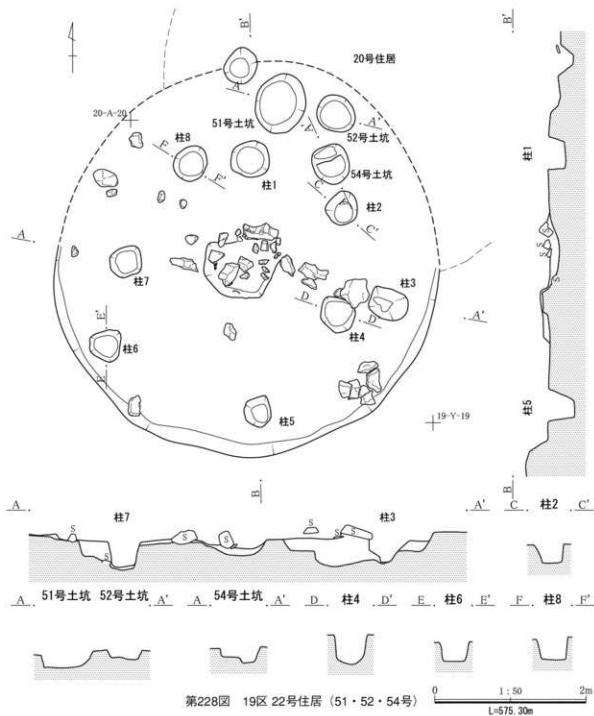 B'
B'
20号住居
A
20-A-20
51号土坑
A'
52号土坑
柱8
F
F'
柱1
54号土坑
C
柱2
C'
A
柱7
D
柱3
D'
柱4
A'
E'
柱6
E
柱5
19-Y-19
B
柱1
柱5
S
S
S
B
A
柱7
柱3
A'
C
柱2
C'
S
S
S
S
S
S
A
51号土坑
52号土坑
A'
A
54号土坑
A'
D
柱4
D'
E
柱6
E'
F
柱8
F'
第228図 19区 22号住居(51・52・54号)
0
1:50
2m
L=575.30m